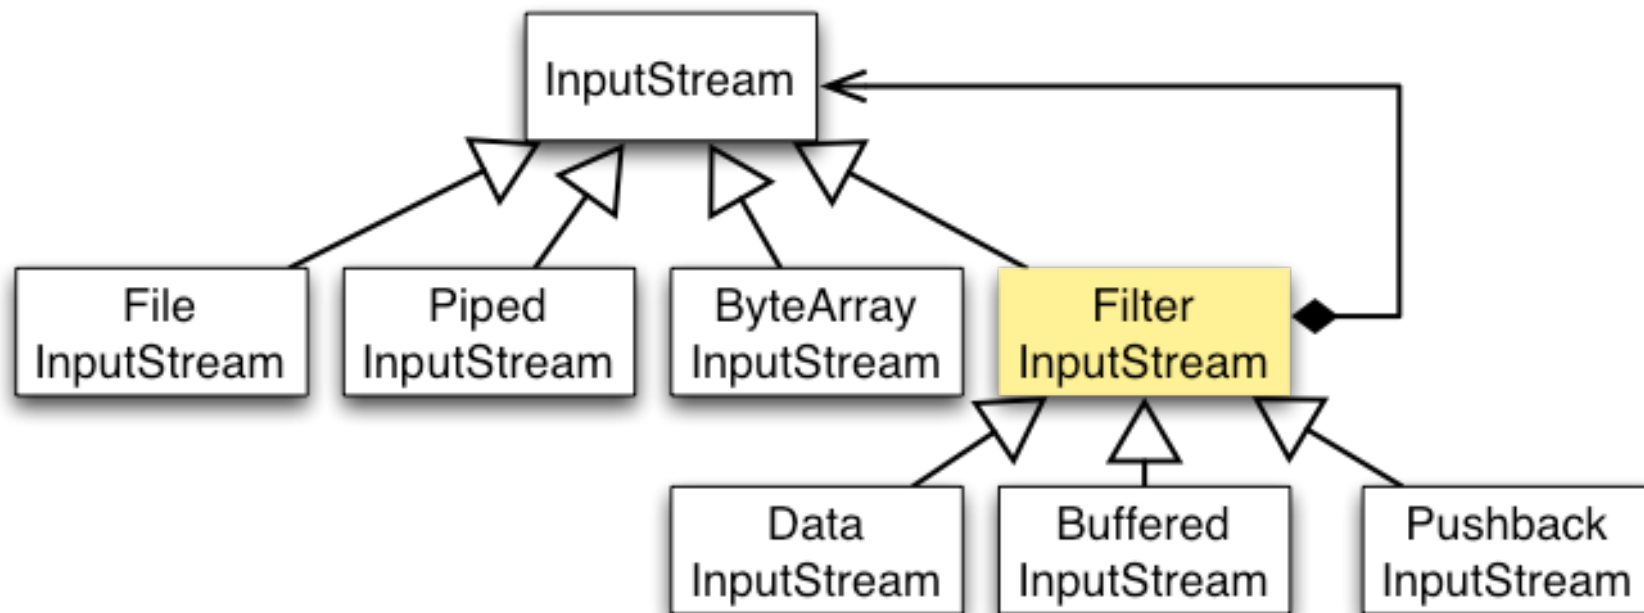 InputStream
File
InputStream
Piped
InputStream
ByteArray
InputStream
Filter
InputStream
Data
InputStream
Buffered
InputStream
Pushback
InputStream